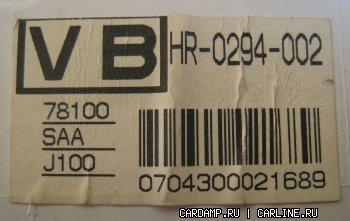 VB HR-0294-002
78100
SAA
J100
0704300021689
CARDAMP.RU | CARLINE.RU